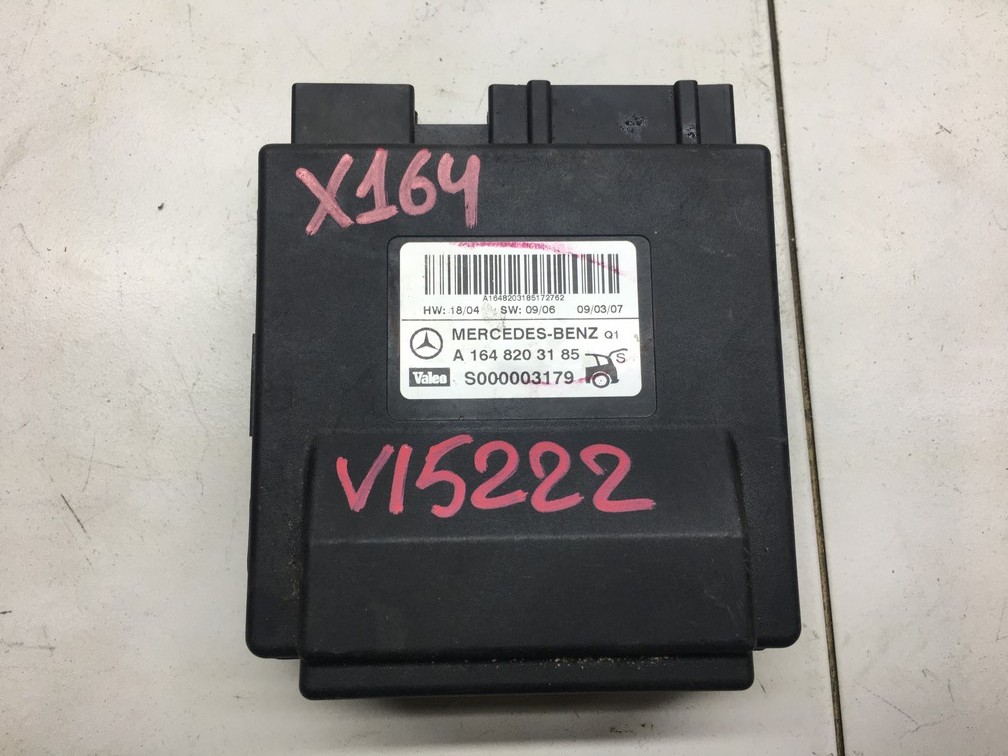 X164
A1648203185172762
HW: 18/04 SW: 09/06 09/03/07
MERCEDES-BENZ Q1
A 164 820 31 85
S
Valeo S000003179
V15222